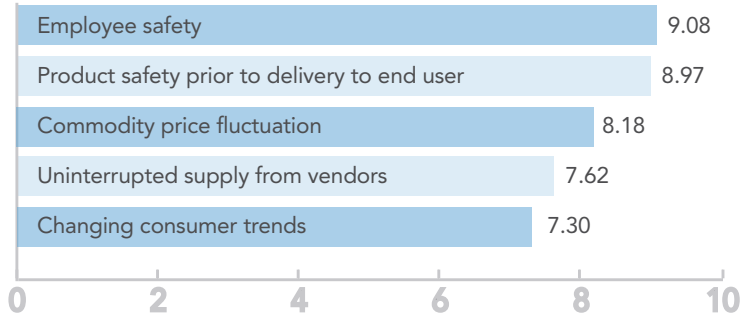 Employee safety 9.08
Product safety prior to delivery to end user 8.97
Commodity price fluctuation 8.18
Uninterrupted supply from vendors 7.62
Changing consumer trends 7.30
0 2 4 6 8 10